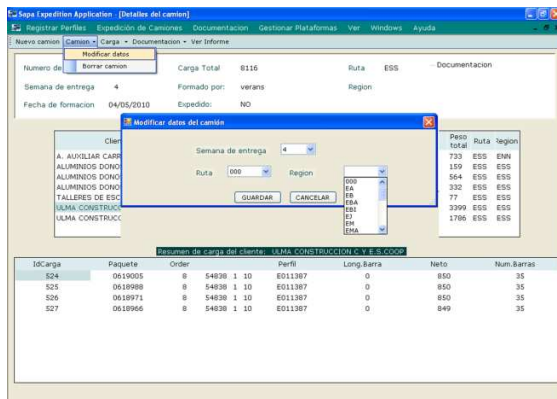 Sapa Expedition Application - [Detalles del camion]
Registrar Perfiles Expedición de Camiones Documentacion Gestionar Plataformas Ver Windows Ayuda
Nuevo camion Camion Carga Documentacion Ver Informe
Modificar datos
Borrar camion
Numero de Carga Total 8116 Ruta ESS Documentacion
Semana de entrega 4 Formado por: verans Region
Fecha de formacion 04/05/2010 Expedido: NO
Modificar datos del camión
Semana de entrega 4
Ruta 000 Region
GUARDAR CANCELAR
000
EA
EB
EBA
EBI
EJ
EM
EMA
Clien Peso total Ruta Region
A. AUXILIAR CARR 733 ESS ENN
ALUMINIOS DONO 159 ESS ESS
ALUMINIOS DONO 564 ESS ESS
ALUMINIOS DONO 332 ESS ESS
TALLERES DE ESC 77 ESS ESS
ULMA CONSTRUCC 3399 ESS ESS
ULMA CONSTRUCC 1786 ESS ESS
Resumen de carga del cliente: ULMA CONSTRUCCION C Y E.S.COOP
IdCarga Paquete Order Perfil Long.Barra Neto Num.Barras
524 0619005 8 54838 1 10 E011387 0 850 35
525 0618988 8 54838 1 10 E011387 0 850 35
526 0618971 8 54838 1 10 E011387 0 850 35
527 0618966 8 54838 1 10 E011387 0 849 35